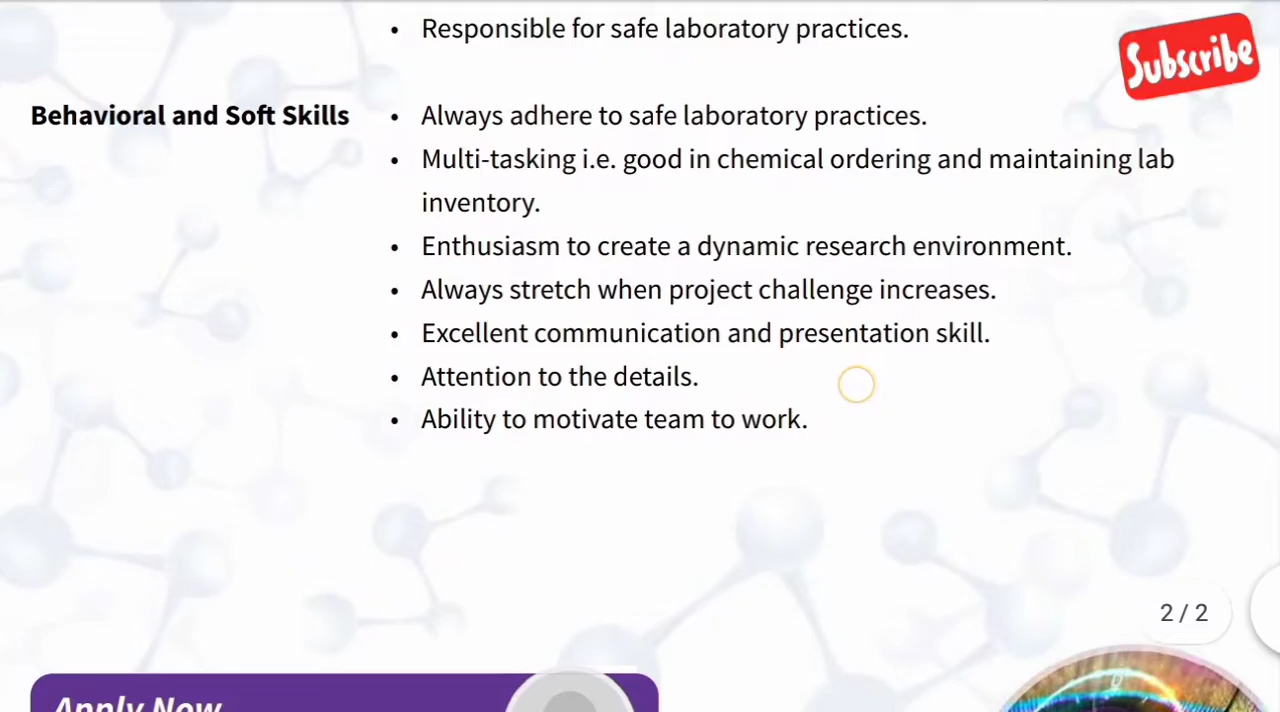 • Responsible for safe laboratory practices.
Subscribe
Behavioral and Soft Skills • Always adhere to safe laboratory practices.
• Multi-tasking i.e. good in chemical ordering and maintaining lab
inventory.
• Enthusiasm to create a dynamic research environment.
• Always stretch when project challenge increases.
• Excellent communication and presentation skill.
• Attention to the details.
• Ability to motivate team to work.
2 / 2
Apply Now